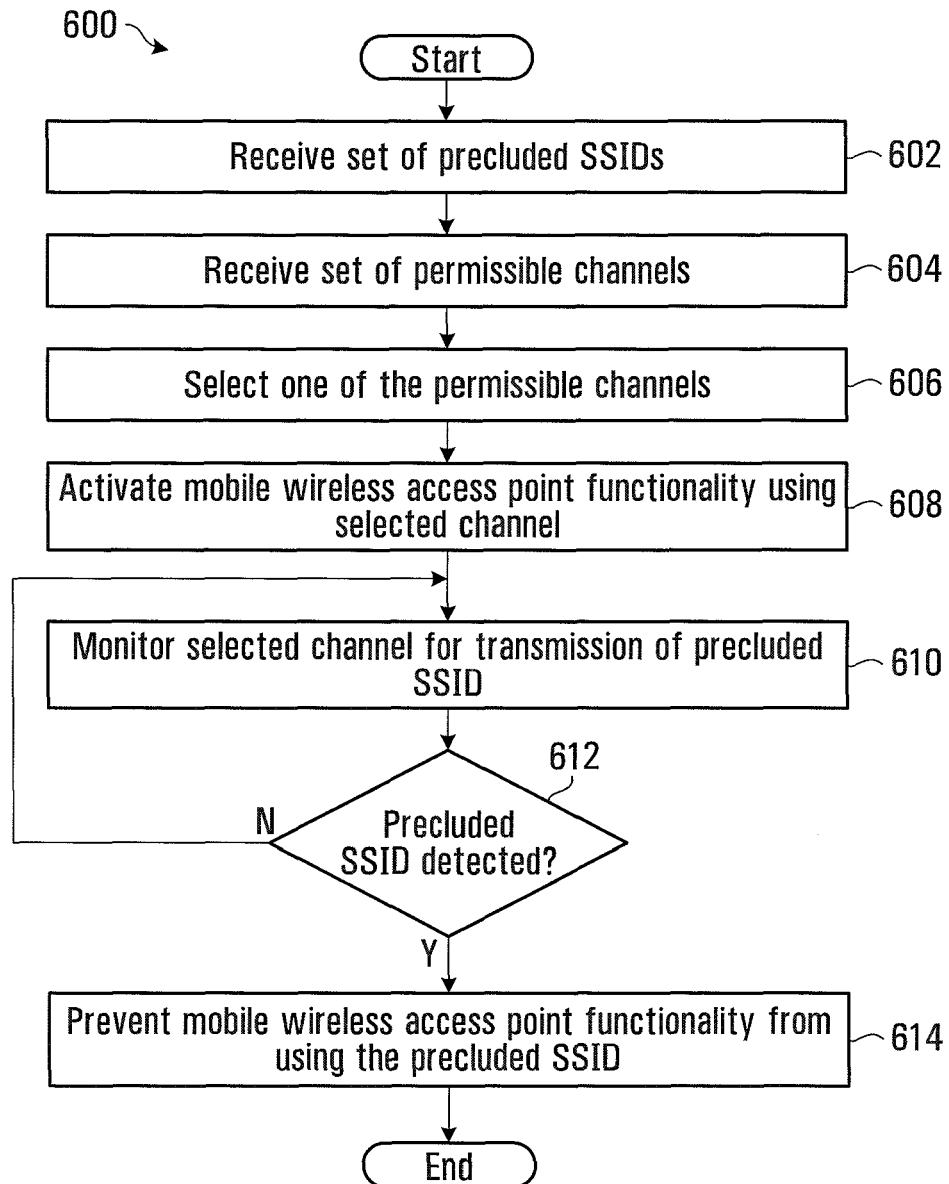 600
Start
Receive set of precluded SSIDs
602
Receive set of permissible channels
604
Select one of the permissible channels
606
Activate mobile wireless access point functionality using
selected channel
608
Monitor selected channel for transmission of precluded
SSID
610
612
Precluded
SSID detected?
N
Y
Prevent mobile wireless access point functionality from
using the precluded SSID
614
End